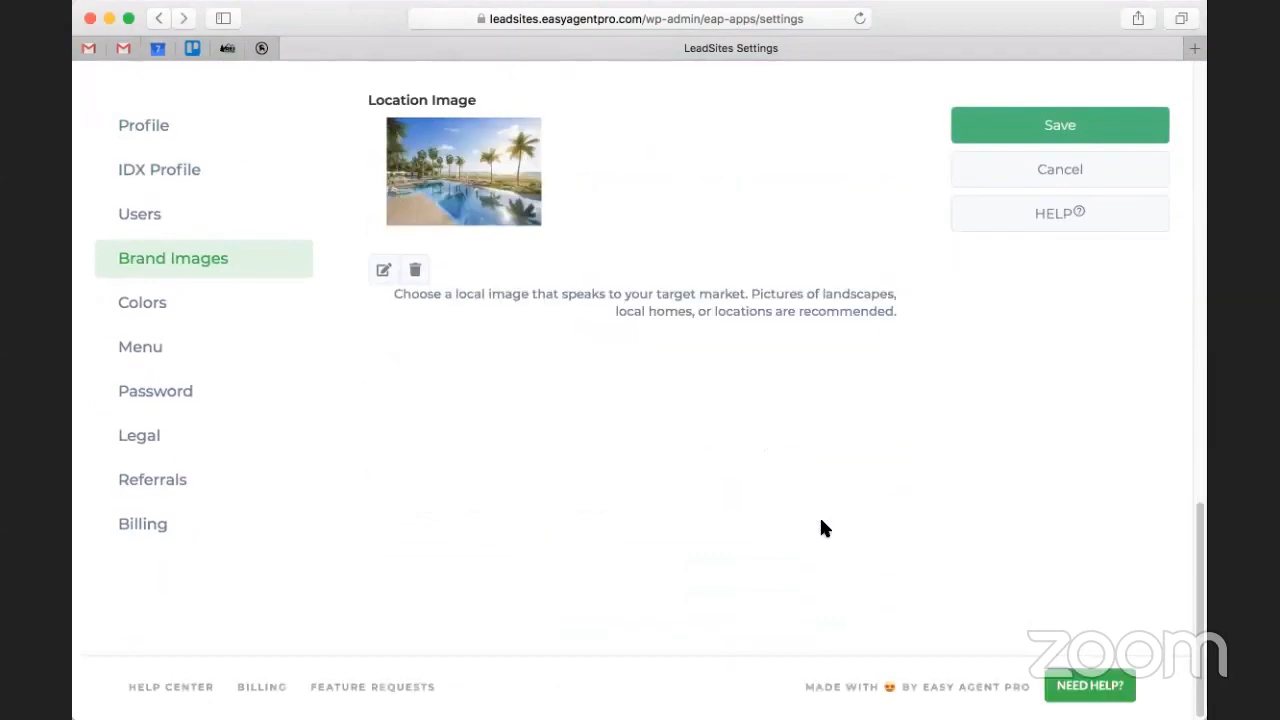 leadsites.easyagentpro.com/wp-admin/eap-apps/settings
7
LeadSites Settings
Location Image
Profile
IDX Profile
Users
Brand Images
Colors
Menu
Password
Legal
Referrals
Billing
Save
Cancel
HELP?
Choose a local image that speaks to your target market. Pictures of landscapes,
local homes, or locations are recommended.
zoom
HELP CENTER BILLING FEATURE REQUESTS
MADE WITH 😍 BY EASY AGENT PRO
NEED HELP?